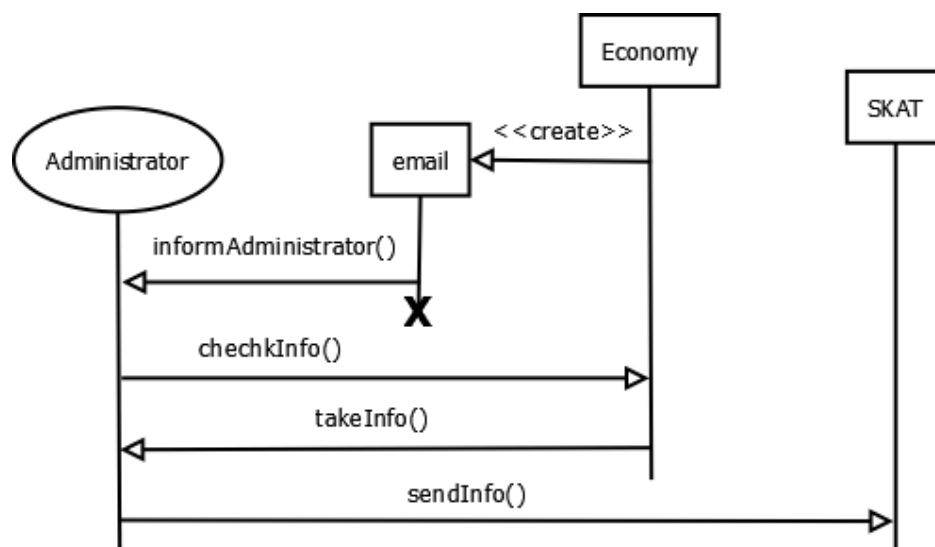 Economy
SKAT
<<create>>
Administrator
email
informAdministrator()
X
chechkInfo()
takeInfo()
sendInfo()